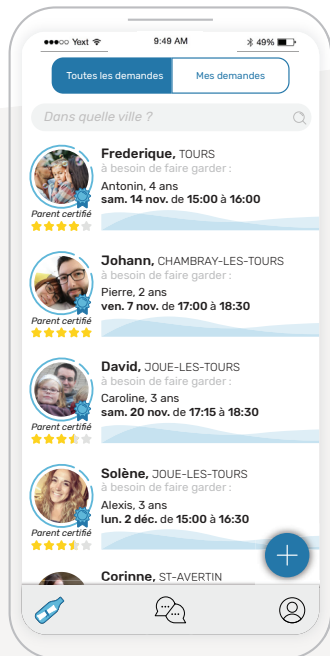 Yext
9:49 AM
49%
Toutes les demandes
Mes demandes
Dans quelle ville ?
Frederique, TOURS
à besoin de faire garder :
Antonin, 4 ans
sam. 14 nov. de 15:00 à 16:00
Parent certifié
Johann, CHAMBRAY-LES-TOURS
à besoin de faire garder :
Pierre, 2 ans
ven. 7 nov. de 17:00 à 18:30
Parent certifié
David, JOUE-LES-TOURS
à besoin de faire garder :
Caroline, 3 ans
sam. 20 nov. de 17:15 à 18:30
Parent certifié
Solène, JOUE-LES-TOURS
à besoin de faire garder :
Alexis, 3 ans
lun. 2 déc. de 15:00 à 16:30
Parent certifié
Corinne, ST-AVERTIN